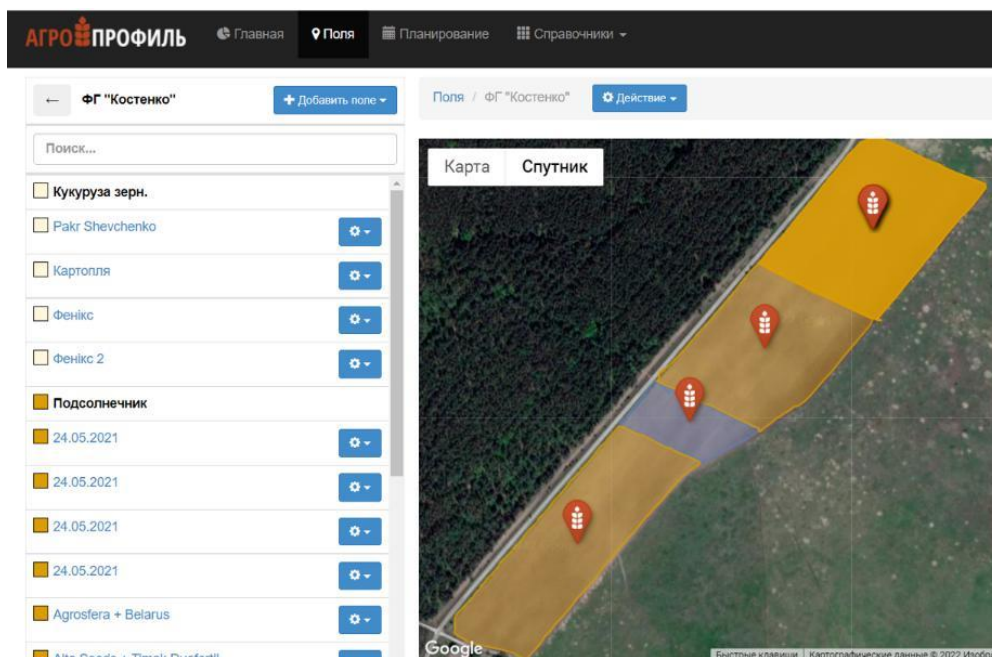 АГРО ПРОФИЛЬ Главная Поля Планирование Справочники
← ФГ "Костенко" + Добавить поле
Поля / ФГ "Костенко" Действие
Поиск...
Карта Спутник
Кукуруза зерн.
Pakr Shevchenko
Картопля
Фенікс
Фенікс 2
Подсолнечник
24.05.2021
24.05.2021
24.05.2021
24.05.2021
Agrosfera + Belarus
Google
Быстрые клавиши Картографические данные © 2022